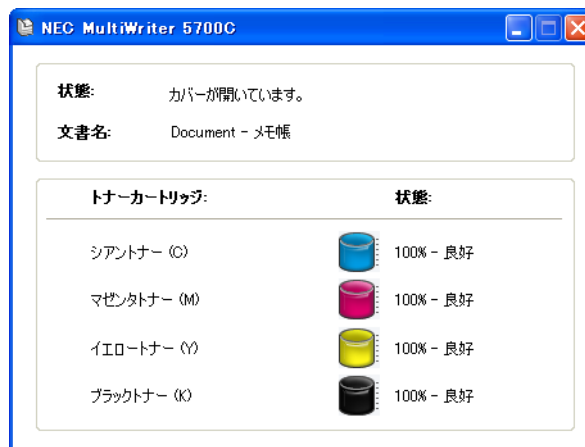 NEC MultiWriter 5700C
状態: カバーが開いています。
文書名: Document - メモ帳
トナーカートリッジ: 状態:
シアントナー (C) 100% - 良好
マゼンタトナー (M) 100% - 良好
イエロートナー (Y) 100% - 良好
ブラックトナー (K) 100% - 良好